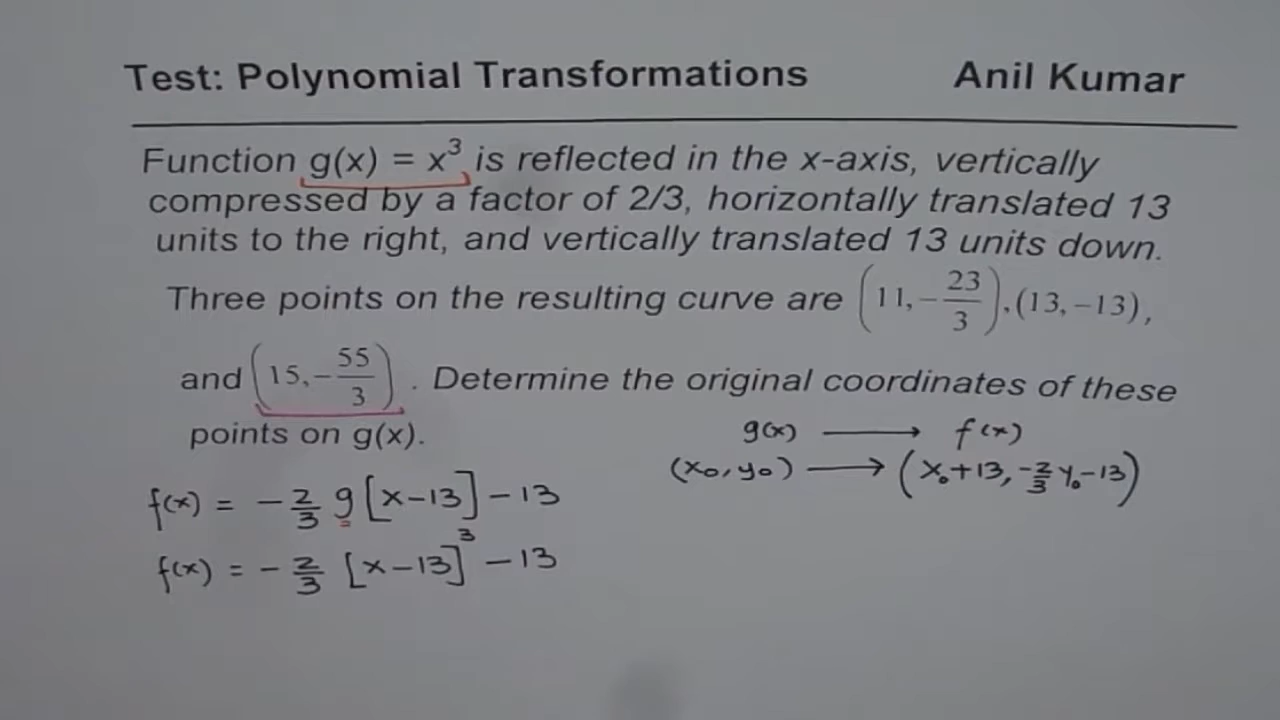 Test: Polynomial Transformations Anil Kumar
Function g(x) = x³ is reflected in the x-axis, vertically
compressed by a factor of 2/3, horizontally translated 13
units to the right, and vertically translated 13 units down.
Three points on the resulting curve are (11, -23/3), (13, -13),
and (15, -55/3). Determine the original coordinates of these
points on g(x).
g(x) ⟶ f(x)
(x₀, y₀) ⟶ (x₀+13, -2/3 y₀-13)
f(x) = -2/3 g[x-13] - 13
f(x) = -2/3 [x-13]³ - 13